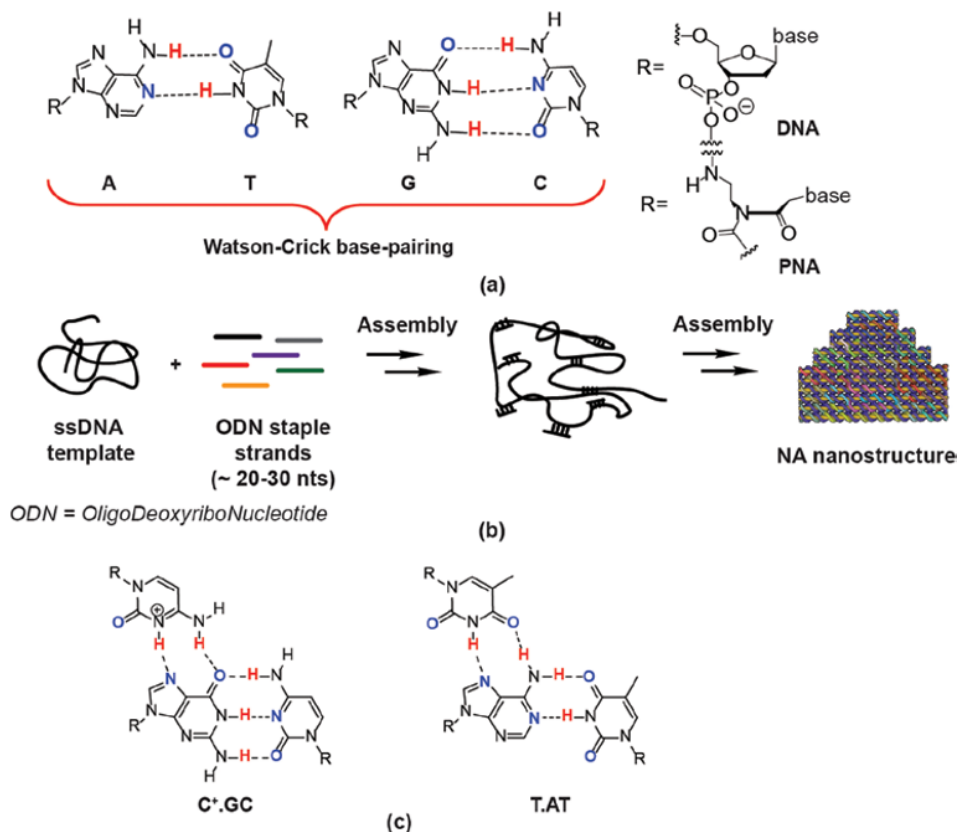 H
N N H O
N N H N N
R N O R
A T
O H N H
N N H N
R N N N
N H O R
H
G C
Watson-Crick base-pairing
R= O O base
O P O ⊖
O
DNA
H N
R= N base
O O
PNA
(a)
ssDNA
template
+
ODN staple
strands
(~ 20-30 nts)
Assembly
Assembly
NA nanostructure
ODN = OligoDeoxyriboNucleotide
(b)
R
N H
O N ⊕ N
H H
N O H N H
N N H N
R N N N
N H O R
H
C⁺.GC
R
N
O N O
H H
N N H O
N N H N
R N N
O R
T.AT
(c)